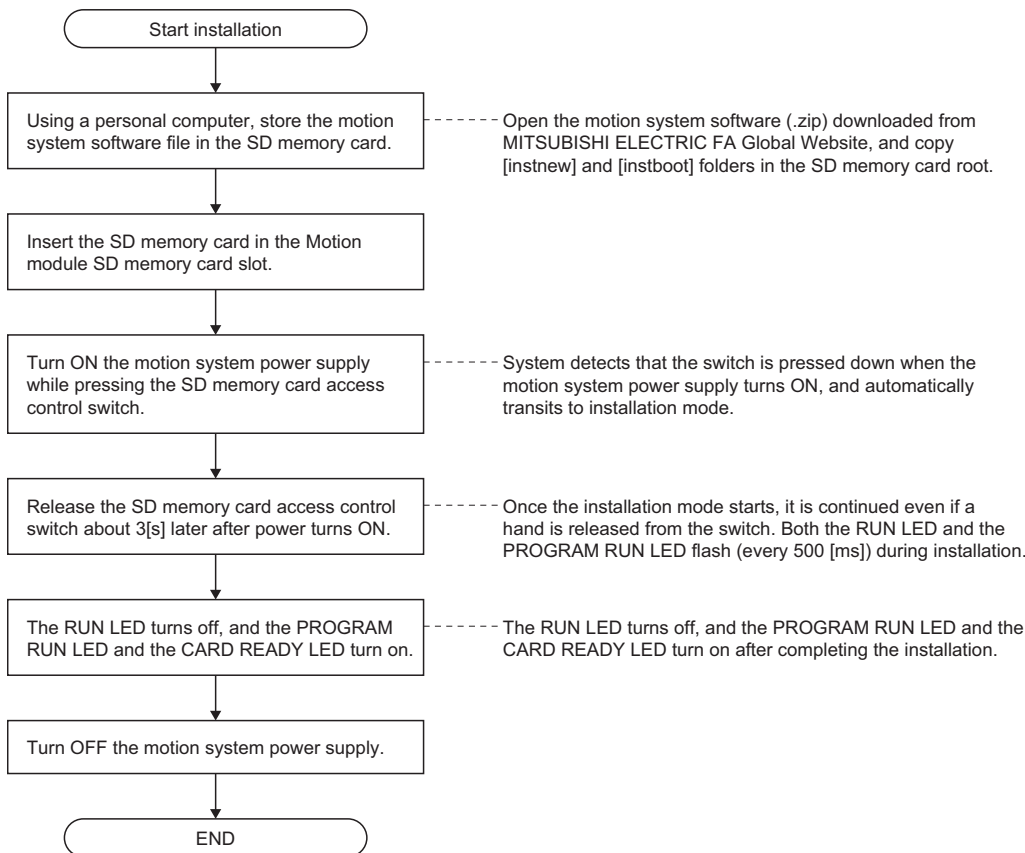 Start installation
Using a personal computer, store the motion
system software file in the SD memory card.
Open the motion system software (.zip) downloaded from
MITSUBISHI ELECTRIC FA Global Website, and copy
[instnew] and [instboot] folders in the SD memory card root.
Insert the SD memory card in the Motion
module SD memory card slot.
Turn ON the motion system power supply
while pressing the SD memory card access
control switch.
System detects that the switch is pressed down when the
motion system power supply turns ON, and automatically
transits to installation mode.
Release the SD memory card access control
switch about 3[s] later after power turns ON.
Once the installation mode starts, it is continued even if a
hand is released from the switch. Both the RUN LED and the
PROGRAM RUN LED flash (every 500 [ms]) during installation.
The RUN LED turns off, and the PROGRAM
RUN LED and the CARD READY LED turn on.
The RUN LED turns off, and the PROGRAM RUN LED and the
CARD READY LED turn on after completing the installation.
Turn OFF the motion system power supply.
END